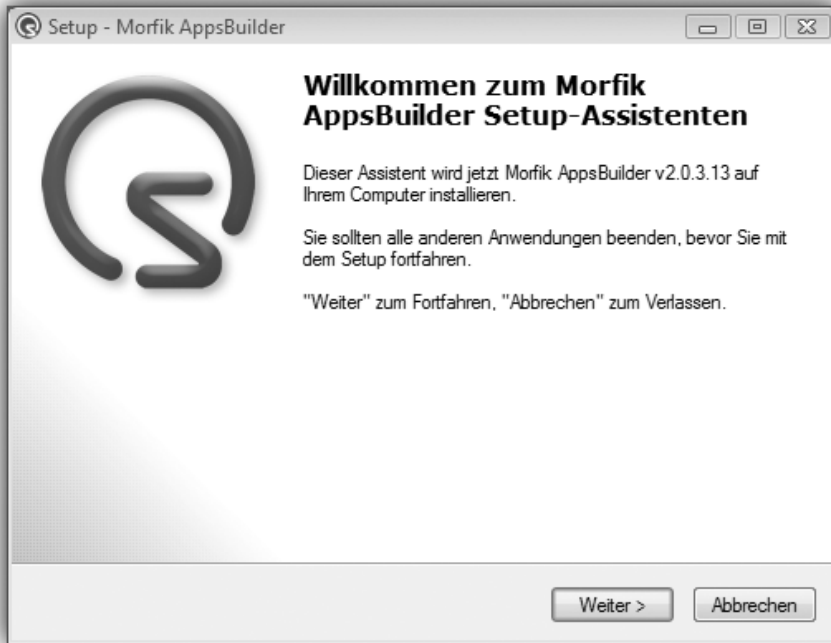 Setup - Morfik AppsBuilder
Willkommen zum Morfik
AppsBuilder Setup-Assistenten
Dieser Assistent wird jetzt Morfik AppsBuilder v2.0.3.13 auf
Ihrem Computer installieren.
Sie sollten alle anderen Anwendungen beenden, bevor Sie mit
dem Setup fortfahren.
"Weiter" zum Fortfahren, "Abbrechen" zum Verlassen.
Weiter > Abbrechen